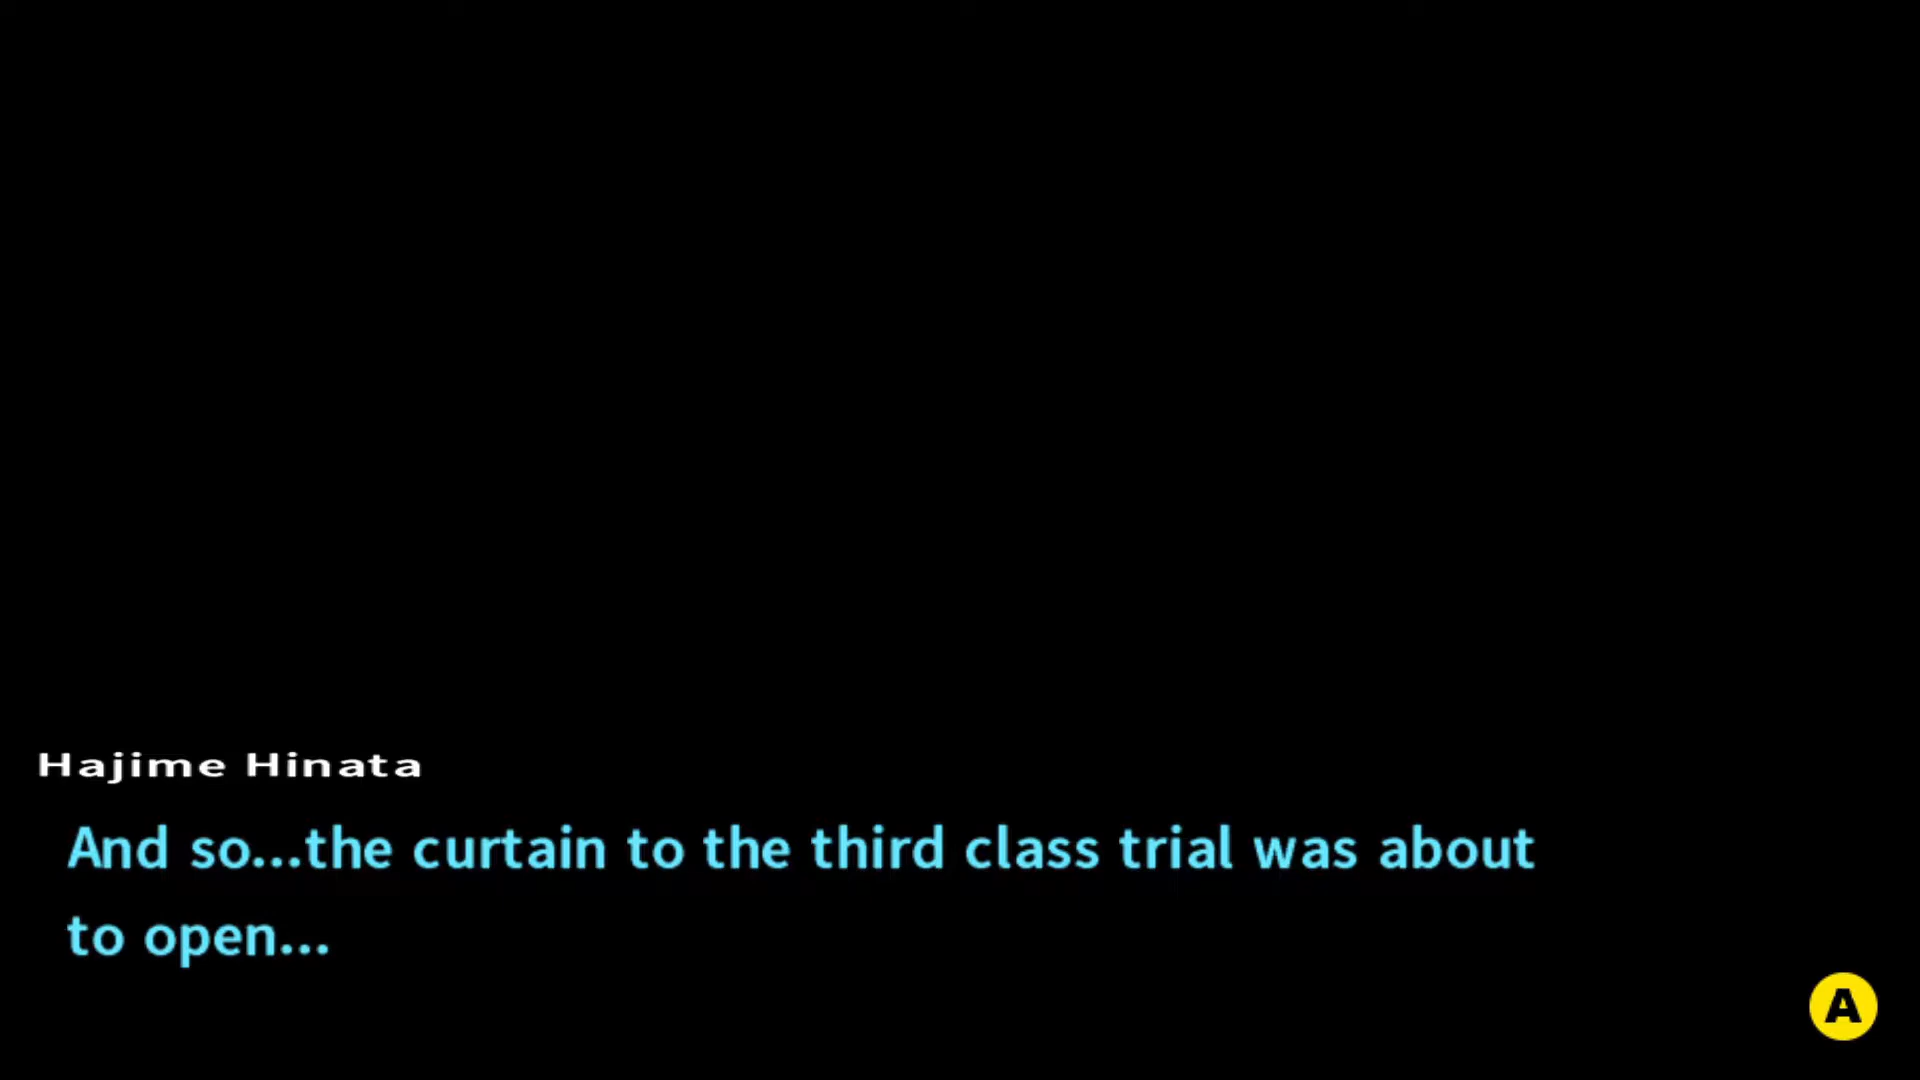 Hajime Hinata
And so...the curtain to the third class trial was about
to open...
A